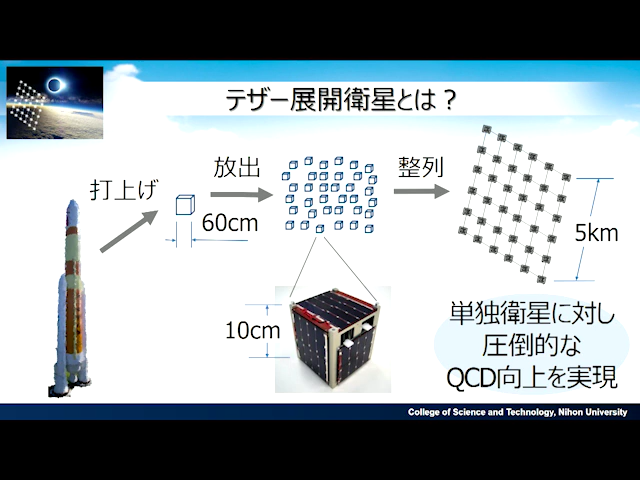 テザー展開衛星とは？
打上げ
放出
整列
60cm
5km
10cm
単独衛星に対し
圧倒的な
QCD向上を実現
College of Science and Technology, Nihon University